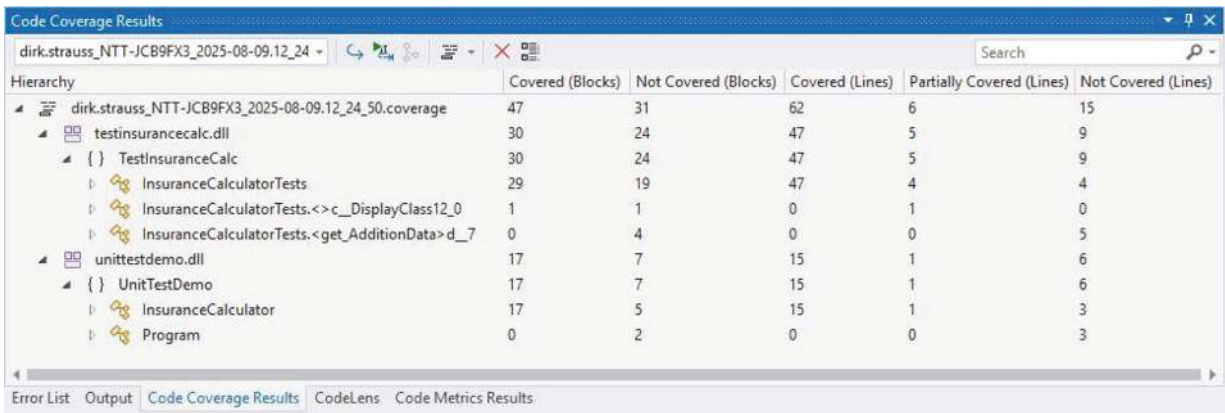 Code Coverage Results
dirk.strauss_NTT-JCB9FX3_2025-08-09.12_24 Search
Hierarchy Covered (Blocks) Not Covered (Blocks) Covered (Lines) Partially Covered (Lines) Not Covered (Lines)
dirk.strauss_NTT-JCB9FX3_2025-08-09.12_24_50.coverage 47 31 62 6 15
testinsurancecalc.dll 30 24 47 5 9
{ } TestInsuranceCalc 30 24 47 5 9
InsuranceCalculatorTests 29 19 47 4 4
InsuranceCalculatorTests.<>c__DisplayClass12_0 1 1 0 1 0
InsuranceCalculatorTests.<get_AdditionData>d__7 0 4 0 0 5
unittestdemo.dll 17 7 15 1 6
{ } UnitTestDemo 17 7 15 1 6
InsuranceCalculator 17 5 15 1 3
Program 0 2 0 0 3
Error List Output Code Coverage Results CodeLens Code Metrics Results